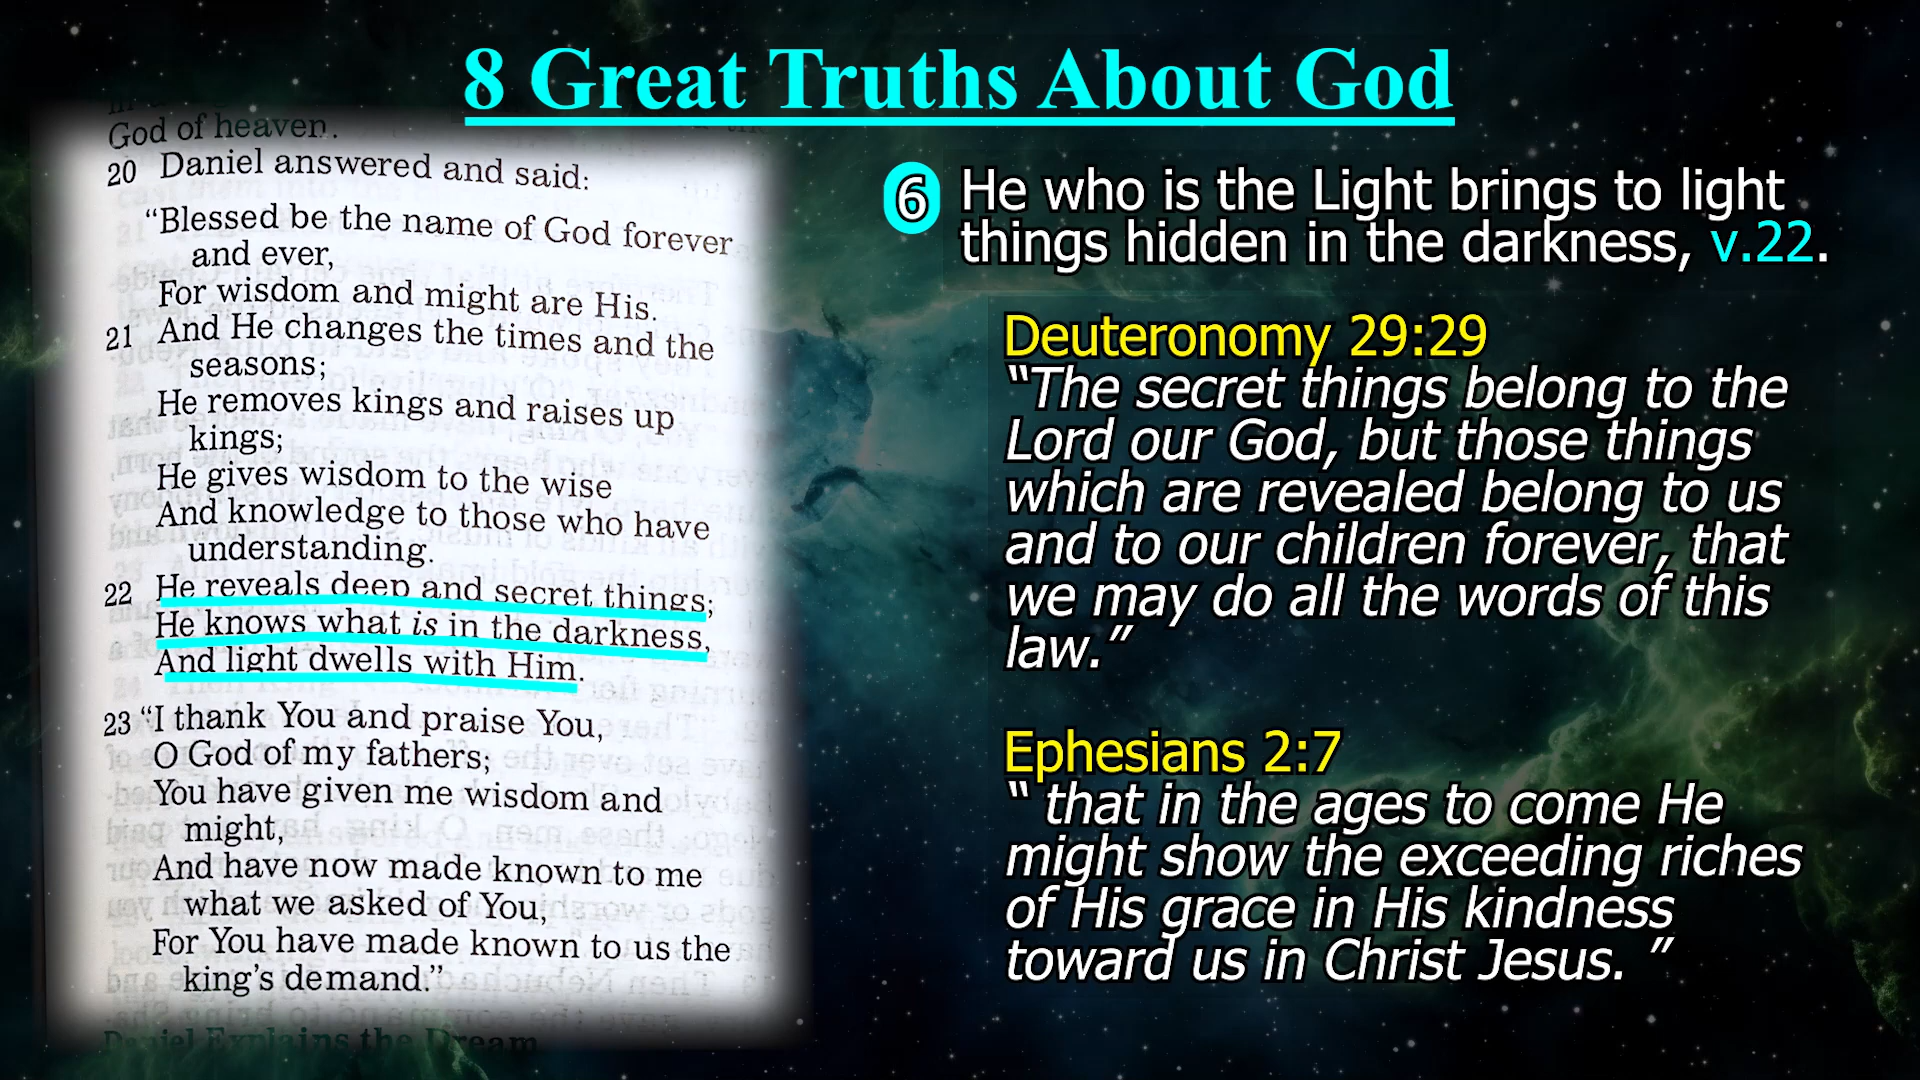 8 Great Truths About God
God of heaven.
20 Daniel answered and said:
“Blessed be the name of God forever
and ever,
For wisdom and might are His.
21 And He changes the times and the
seasons;
He removes kings and raises up
kings;
He gives wisdom to the wise
And knowledge to those who have
understanding.
22 He reveals deep and secret things;
He knows what is in the darkness,
And light dwells with Him.
23 “I thank You and praise You,
O God of my fathers;
You have given me wisdom and
might,
And have now made known to me
what we asked of You,
For You have made known to us the
king’s demand.”
Daniel Explains the Dream
6 He who is the Light brings to light
things hidden in the darkness, v.22.
Deuteronomy 29:29
“The secret things belong to the
Lord our God, but those things
which are revealed belong to us
and to our children forever, that
we may do all the words of this
law.”
Ephesians 2:7
“ that in the ages to come He
might show the exceeding riches
of His grace in His kindness
toward us in Christ Jesus. ”